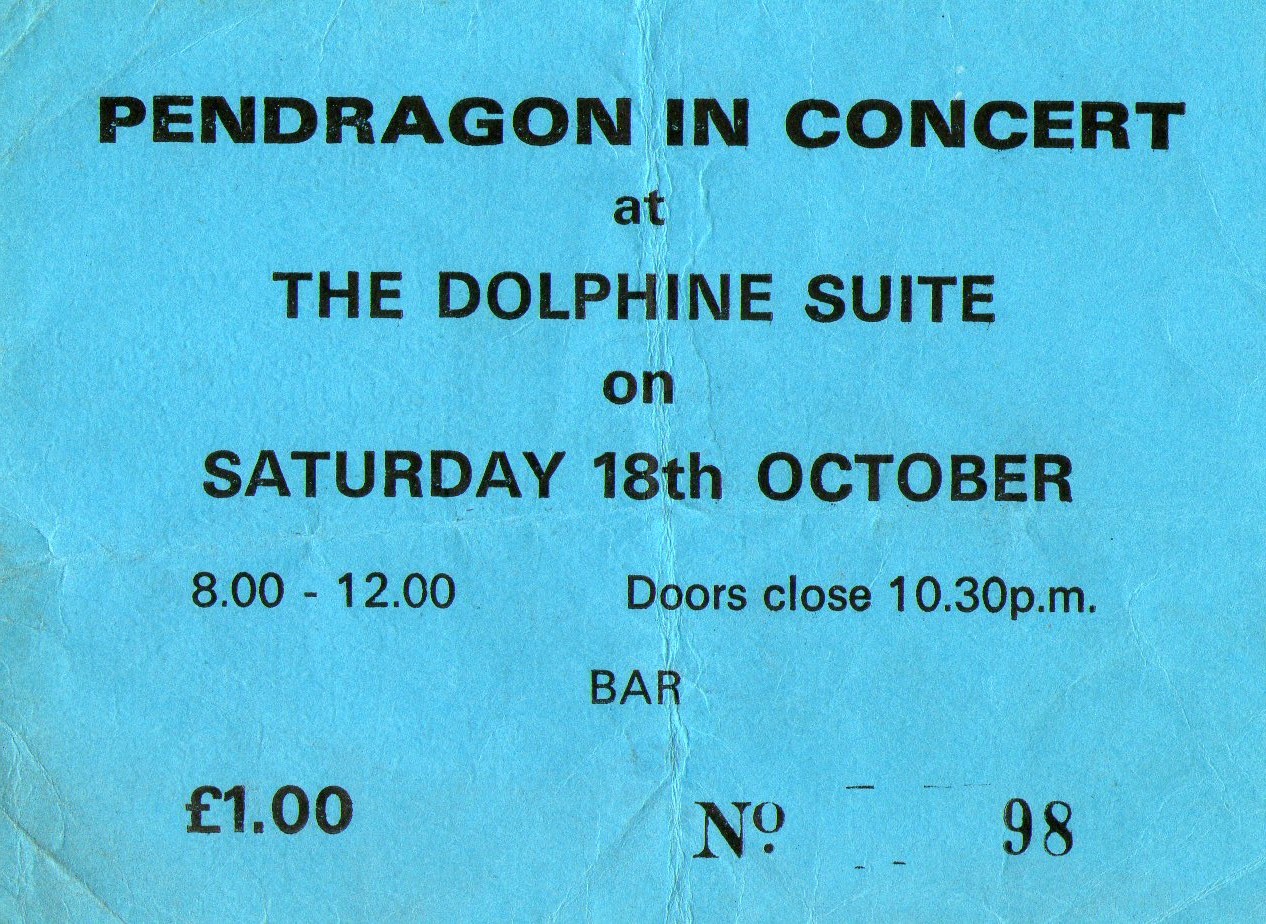 PENDRAGON IN CONCERT
at
THE DOLPHINE SUITE
on
SATURDAY 18th OCTOBER
8.00 - 12.00 Doors close 10.30p.m.
BAR
£1.00 Nº 98